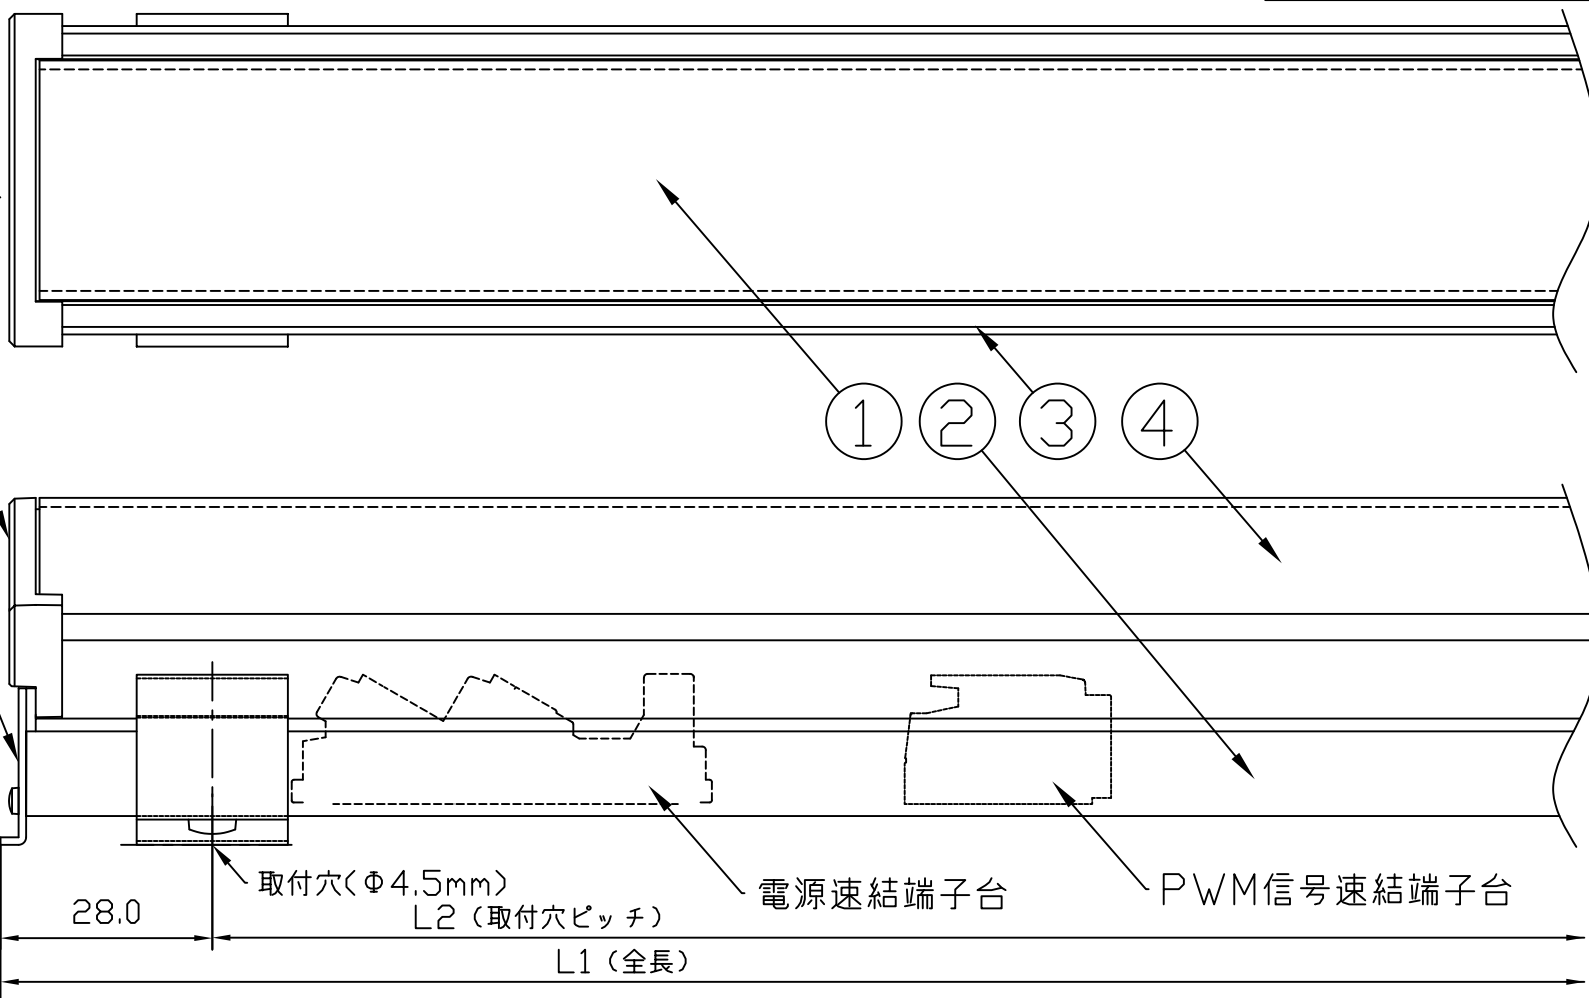 1 2 3 4
取付穴(Φ4.5mm)
28.0
L2(取付穴ピッチ)
電源速結端子台
PWM信号速結端子台
L1(全長)